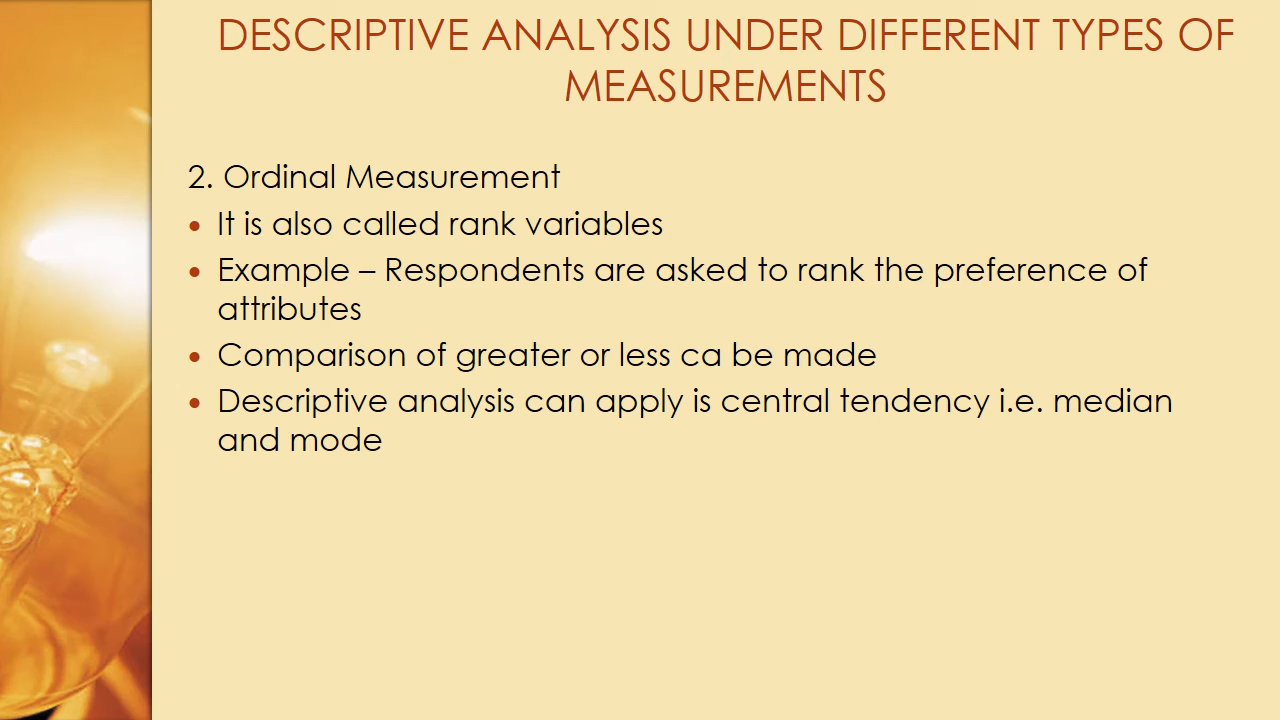 DESCRIPTIVE ANALYSIS UNDER DIFFERENT TYPES OF
MEASUREMENTS
2. Ordinal Measurement
• It is also called rank variables
• Example – Respondents are asked to rank the preference of
attributes
• Comparison of greater or less ca be made
• Descriptive analysis can apply is central tendency i.e. median
and mode